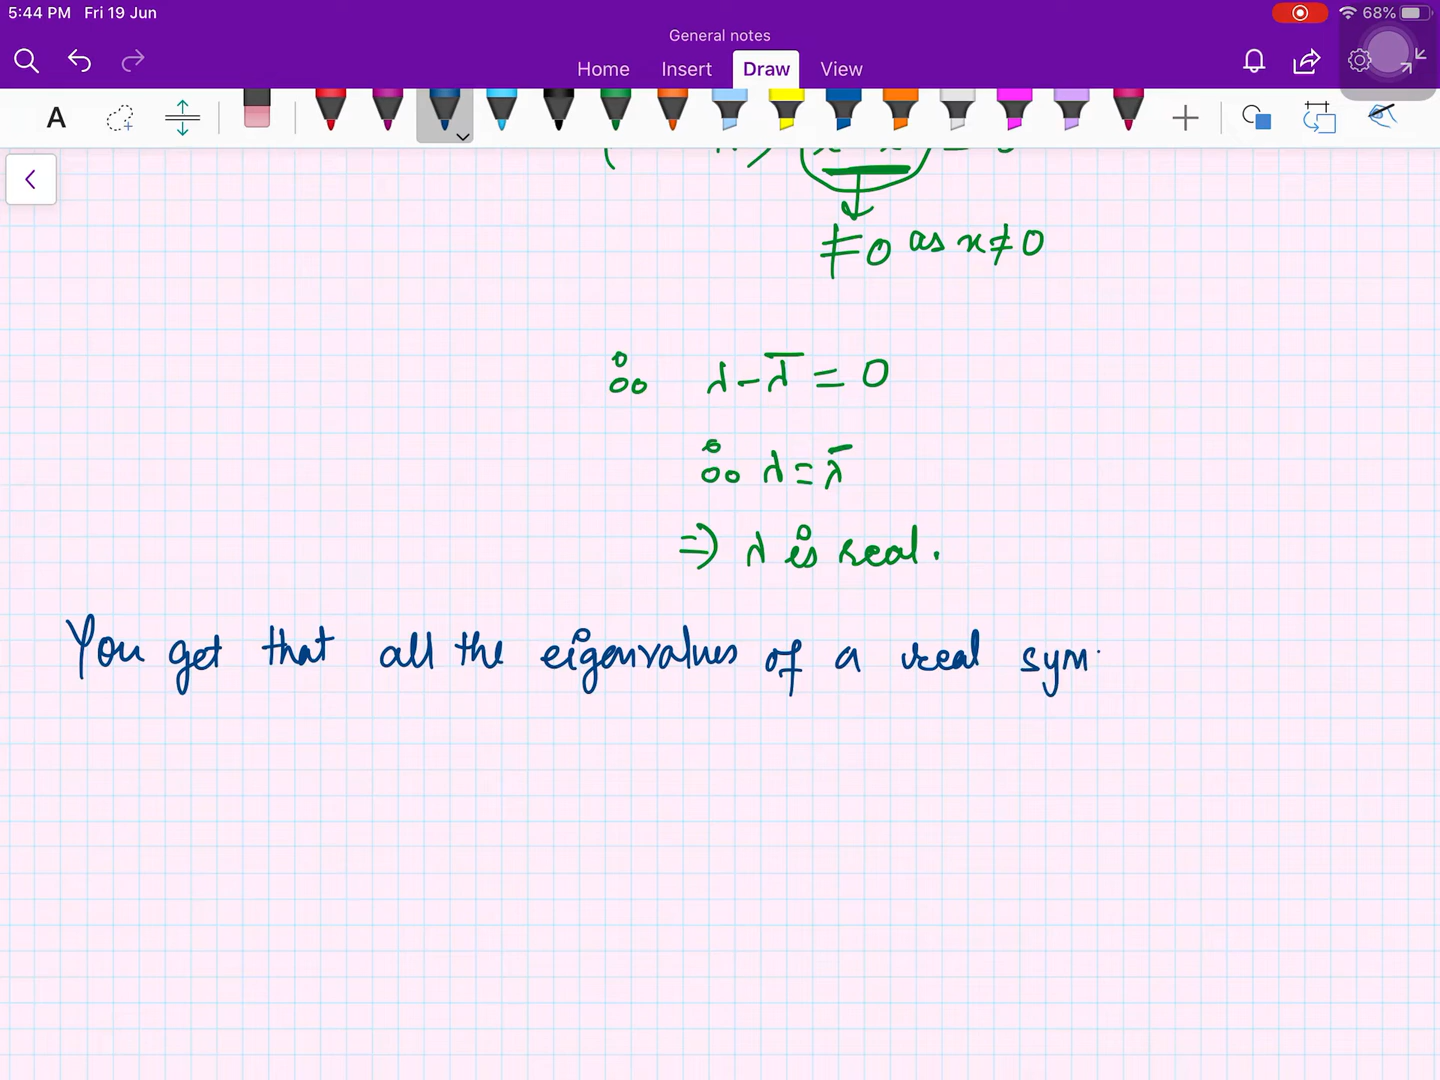 5:44 PM Fri 19 Jun
68%
General notes
Home Insert Draw View
A
≠0 as x≠0
∴ λ-λ̅=0
∴ λ=λ̅
⇒ λ is real.
You get that all the eigenvalues of a real sym.